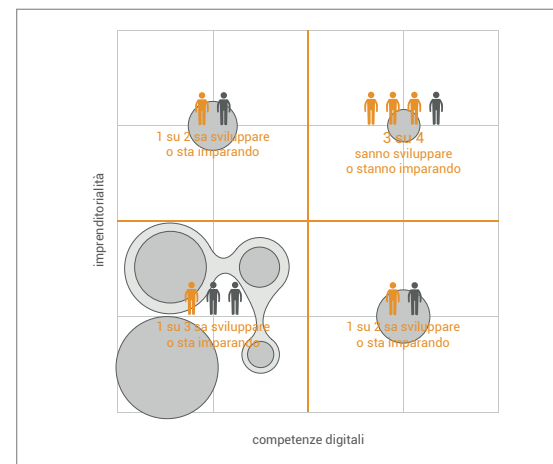 1 su 2 sa sviluppare
o sta imparando
3 su 4
sanno sviluppare
o stanno imparando
imprenditorialità
1 su 3 sa sviluppare
o sta imparando
1 su 2 sa sviluppare
o sta imparando
competenze digitali